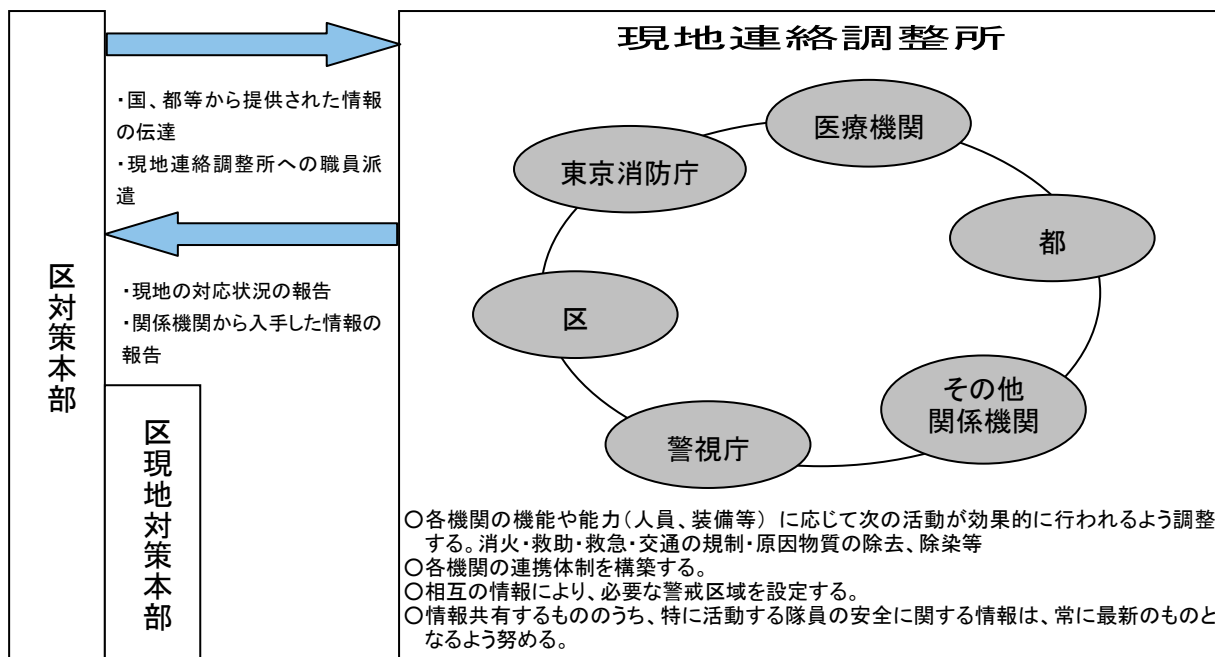 現地連絡調整所
・国、都等から提供された情報
の伝達
・現地連絡調整所への職員派
遣
・現地の対応状況の報告
・関係機関から入手した情報の
報告
区対策本部
区現地対策本部
医療機関
東京消防庁
都
区
その他
関係機関
警視庁
○各機関の機能や能力(人員、装備等) に応じて次の活動が効果的に行われるよう調整
する。消火・救助・救急・交通の規制・原因物質の除去、除染等
○各機関の連携体制を構築する。
○相互の情報により、必要な警戒区域を設定する。
○情報共有するもののうち、特に活動する隊員の安全に関する情報は、常に最新のものと
なるよう努める。